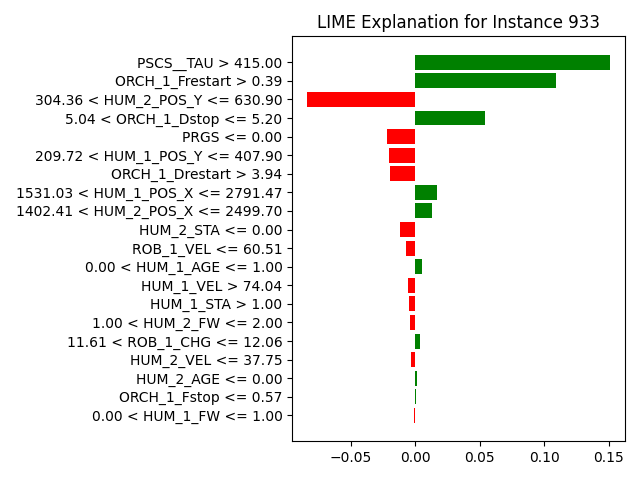 LIME Explanation for Instance 933
PSCS__TAU > 415.00
ORCH_1_Frestart > 0.39
304.36 < HUM_2_POS_Y <= 630.90
5.04 < ORCH_1_Dstop <= 5.20
PRGS <= 0.00
209.72 < HUM_1_POS_Y <= 407.90
ORCH_1_Drestart > 3.94
1531.03 < HUM_1_POS_X <= 2791.47
1402.41 < HUM_2_POS_X <= 2499.70
HUM_2_STA <= 0.00
ROB_1_VEL <= 60.51
0.00 < HUM_1_AGE <= 1.00
HUM_1_VEL > 74.04
HUM_1_STA > 1.00
1.00 < HUM_2_FW <= 2.00
11.61 < ROB_1_CHG <= 12.06
HUM_2_VEL <= 37.75
HUM_2_AGE <= 0.00
ORCH_1_Fstop <= 0.57
0.00 < HUM_1_FW <= 1.00
−0.05 0.00 0.05 0.10 0.15